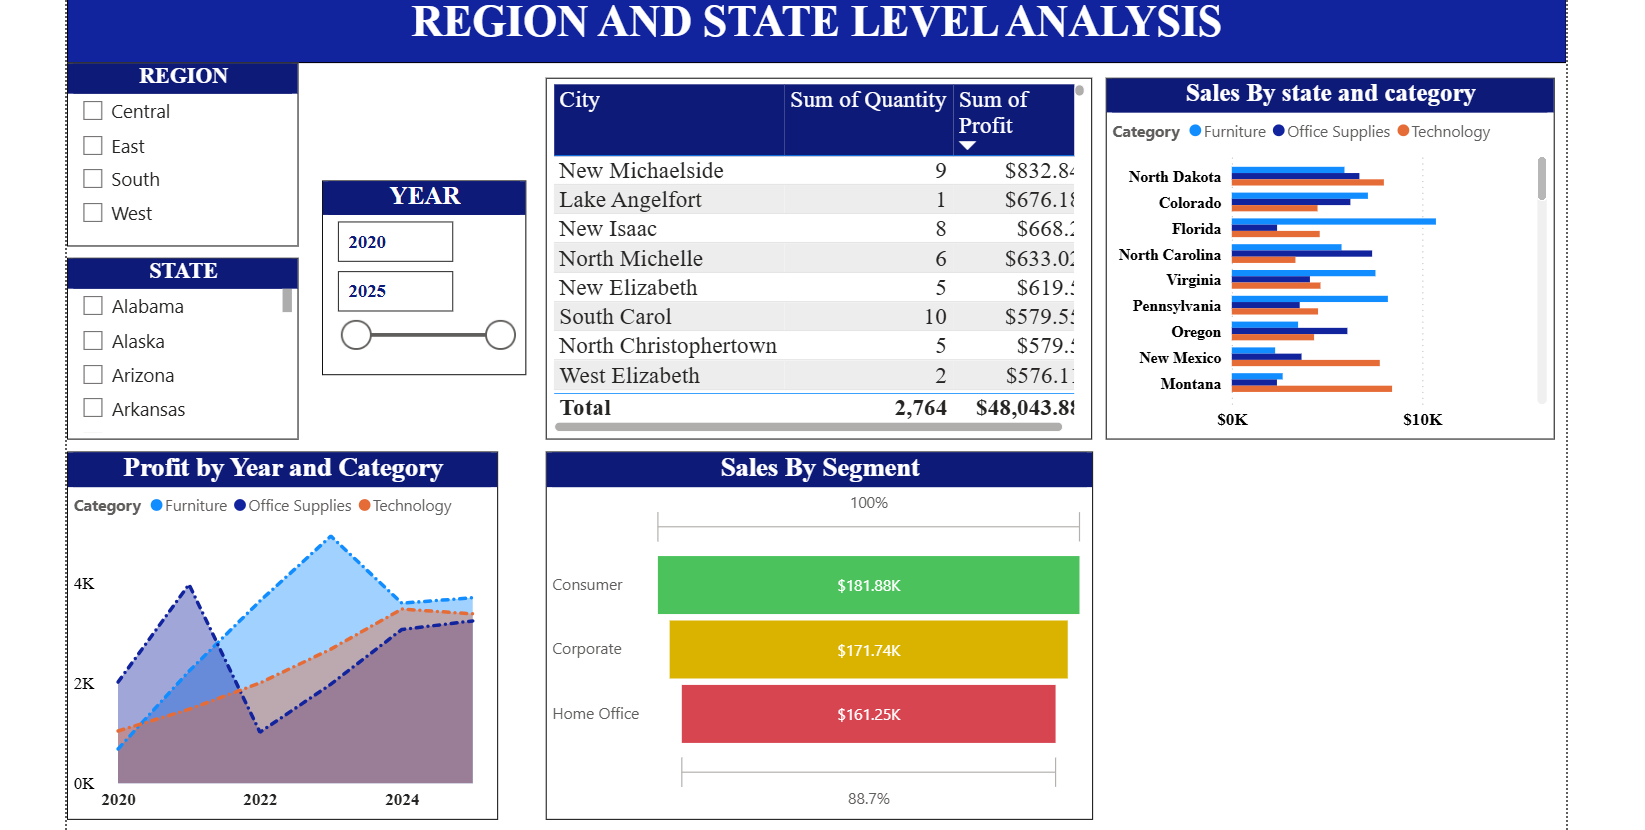 REGION AND STATE LEVEL ANALYSIS
REGION
Central
East
South
West
STATE
Alabama
Alaska
Arizona
Arkansas
YEAR
2020
2025
City Sum of Quantity Sum of Profit
New Michaelside 9 $832.84
Lake Angelfort 1 $676.18
New Isaac 8 $668.2
North Michelle 6 $633.02
New Elizabeth 5 $619.5
South Carol 10 $579.55
North Christophertown 5 $579.5
West Elizabeth 2 $576.11
Total 2,764 $48,043.88
Sales By state and category
Category Furniture Office Supplies Technology
North Dakota
Colorado
Florida
North Carolina
Virginia
Pennsylvania
Oregon
New Mexico
Montana
$0K $10K
Profit by Year and Category
Category Furniture Office Supplies Technology
4K
2K
0K
2020 2022 2024
Sales By Segment
100%
Consumer $181.88K
Corporate $171.74K
Home Office $161.25K
88.7%